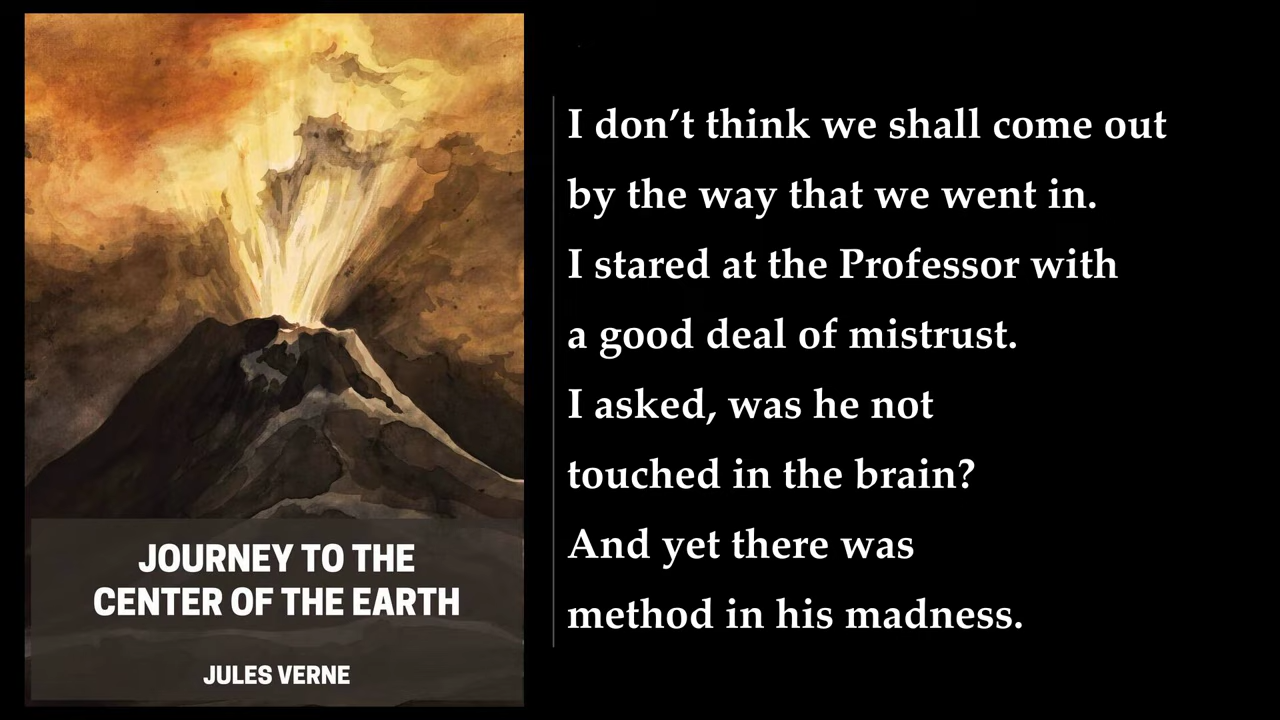 JOURNEY TO THE
CENTER OF THE EARTH
JULES VERNE
I don’t think we shall come out
by the way that we went in.
I stared at the Professor with
a good deal of mistrust.
I asked, was he not
touched in the brain?
And yet there was
method in his madness.